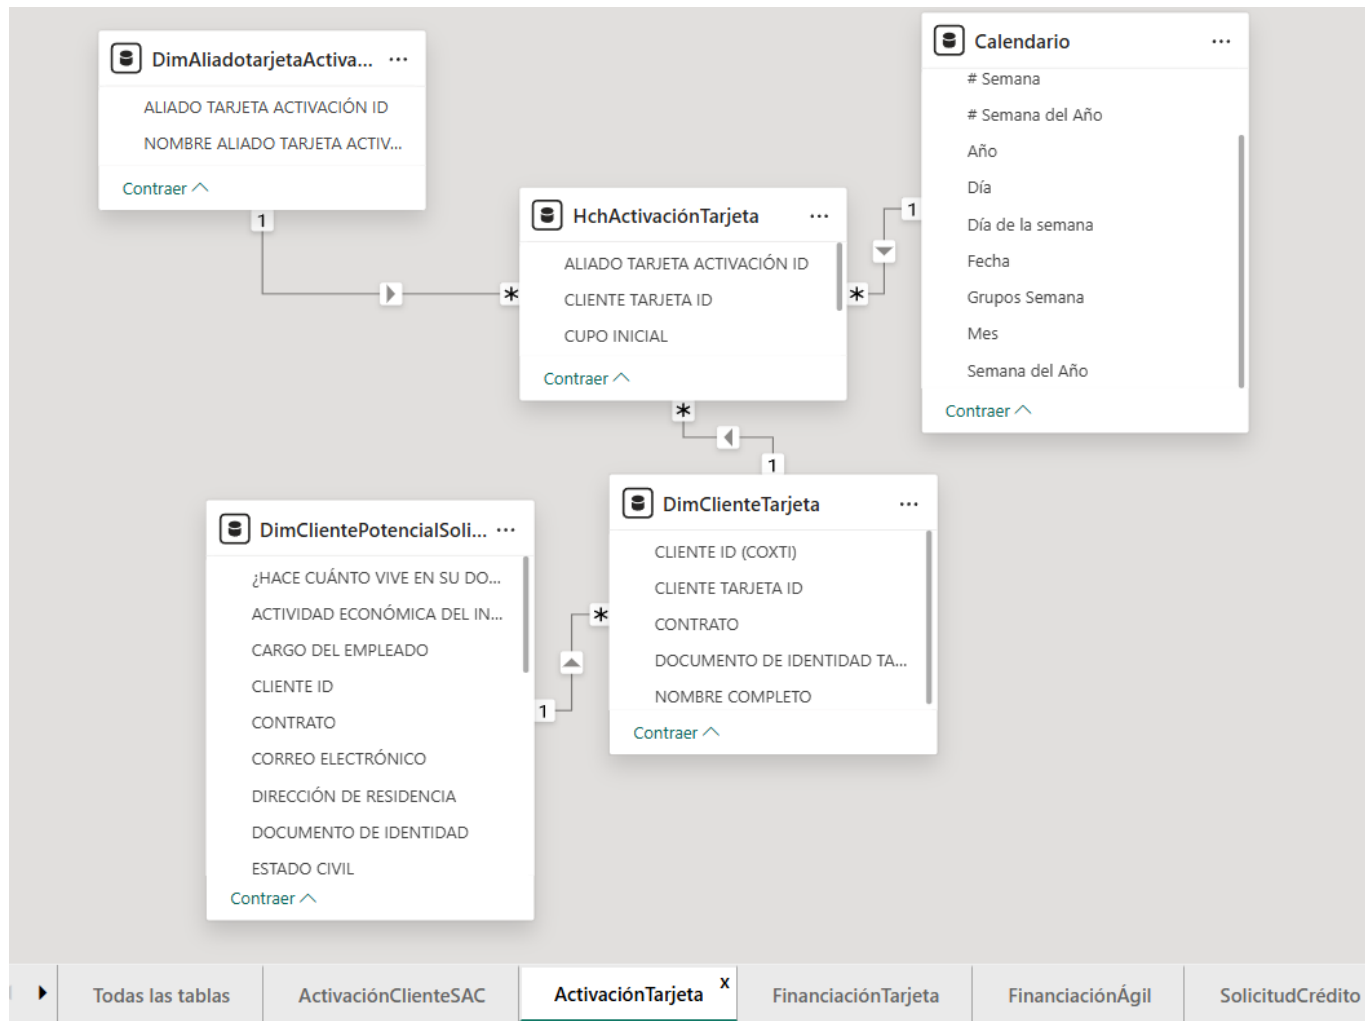 DimAliadotarjetaActiva...
ALIADO TARJETA ACTIVACIÓN ID
NOMBRE ALIADO TARJETA ACTIV...
Contraer
1
HchActivaciónTarjeta
ALIADO TARJETA ACTIVACIÓN ID
CLIENTE TARJETA ID
CUPO INICIAL
Contraer
*
*
*
Calendario
# Semana
# Semana del Año
Año
Día
Día de la semana
Fecha
Grupos Semana
Mes
Semana del Año
Contraer
1
1
DimClienteTarjeta
CLIENTE ID (COXTI)
CLIENTE TARJETA ID
CONTRATO
DOCUMENTO DE IDENTIDAD TA...
NOMBRE COMPLETO
Contraer
*
1
DimClientePotencialSoli...
¿HACE CUÁNTO VIVE EN SU DO...
ACTIVIDAD ECONÓMICA DEL IN...
CARGO DEL EMPLEADO
CLIENTE ID
CONTRATO
CORREO ELECTRÓNICO
DIRECCIÓN DE RESIDENCIA
DOCUMENTO DE IDENTIDAD
ESTADO CIVIL
Contraer
Todas las tablas
ActivaciónClienteSAC
ActivaciónTarjeta X
FinanciaciónTarjeta
FinanciaciónÁgil
SolicitudCrédito